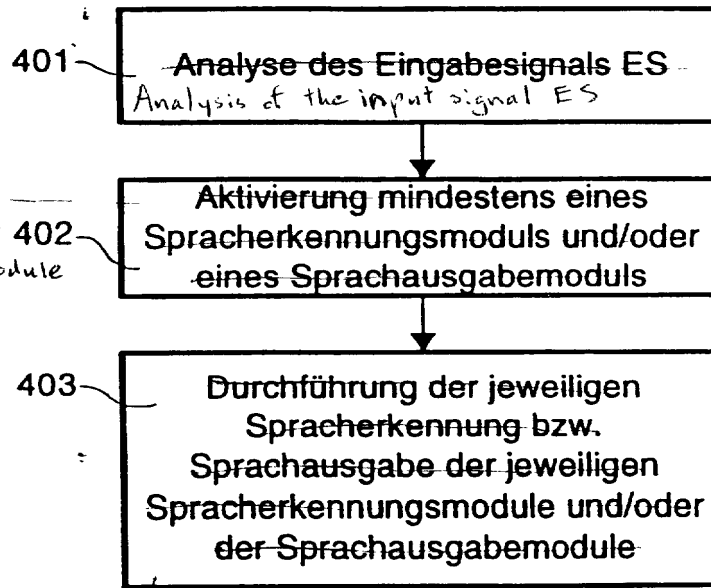 401
Analyse des Eingabesignals ES
Analysis of the input signal ES
402
Aktivierung mindestens eines
Spracherkennungsmoduls und/oder
eines Sprachausgabemoduls
403
Durchführung der jeweiligen
Spracherkennung bzw.
Sprachausgabe der jeweiligen
Spracherkennungsmodule und/oder
der Sprachausgabemodule